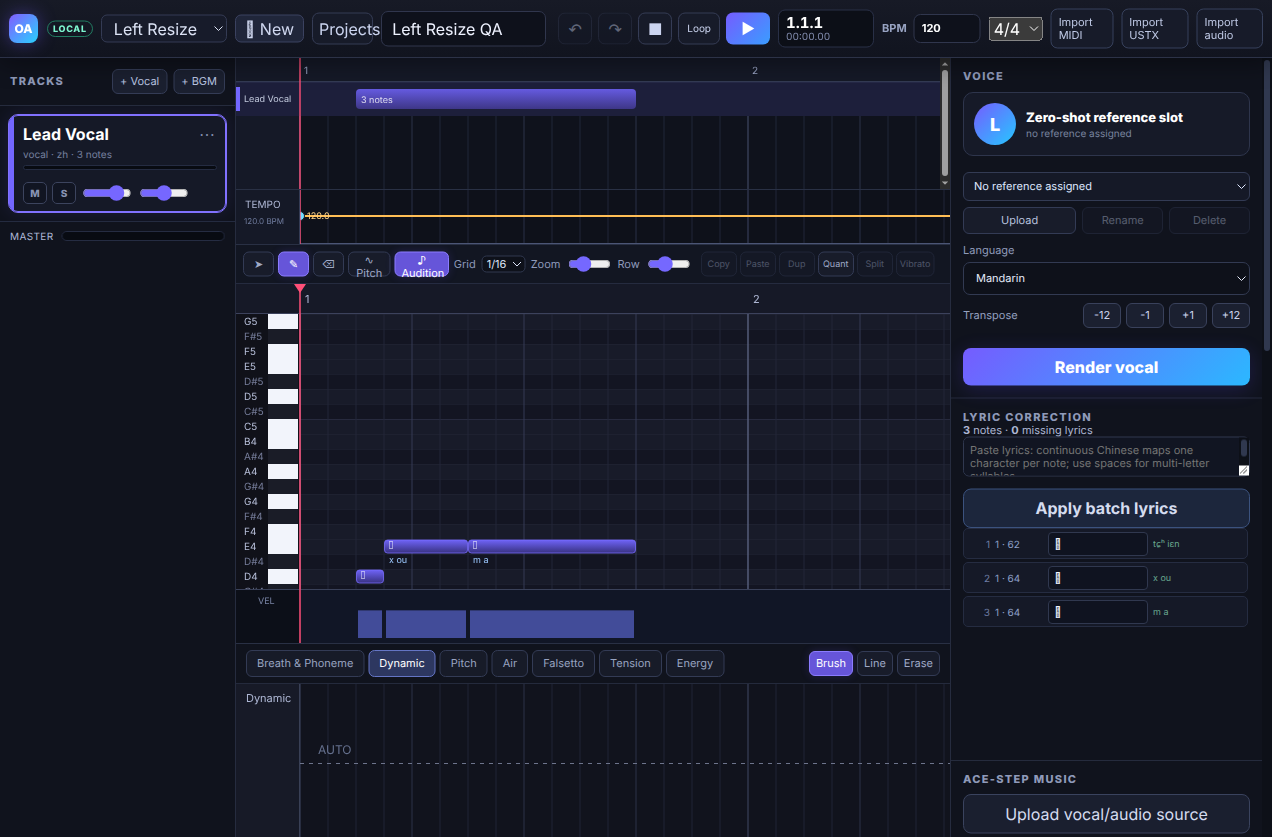 OA LOCAL Left Resize New Projects Left Resize QA Loop 1.1.1 BPM 120 4/4 Import MIDI Import USTX Import audio
00:00.00
TRACKS + Vocal + BGM
Lead Vocal ...
vocal · zh · 3 notes
M S
MASTER
1 2
Lead Vocal 3 notes
TEMPO
120.0 BPM 120.0
Pitch Audition Grid 1/16 Zoom Row Copy Paste Dup Quant Split Vibrato
1 2
G5
F#5
F5
E5
D#5
D5
C#5
C5
B4
A#4
A4
G#4
G4
F#4
F4
E4
D#4 x ou m a
D4
VEL
Breath & Phoneme Dynamic Pitch Air Falsetto Tension Energy Brush Line Erase
Dynamic
AUTO
VOICE
L Zero-shot reference slot
no reference assigned
No reference assigned
Upload Rename Delete
Language
Mandarin
Transpose -12 -1 +1 +12
Render vocal
LYRIC CORRECTION
3 notes · 0 missing lyrics
Paste lyrics: continuous Chinese maps one
character per note; use spaces for multi-letter
syllables
Apply batch lyrics
1 1 · 62 tɕʰ iɛn
2 1 · 64 x ou
3 1 · 64 m a
ACE-STEP MUSIC
Upload vocal/audio source